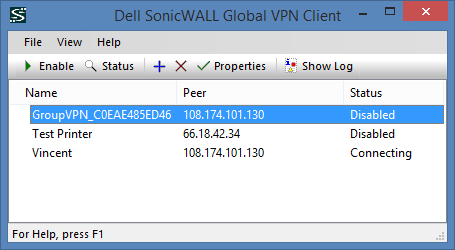 Dell SonicWALL Global VPN Client
File View Help
Enable Status Properties Show Log
Name Peer Status
GroupVPN_C0EAE485ED46 108.174.101.130 Disabled
Test Printer 66.18.42.34 Disabled
Vincent 108.174.101.130 Connecting
For Help, press F1